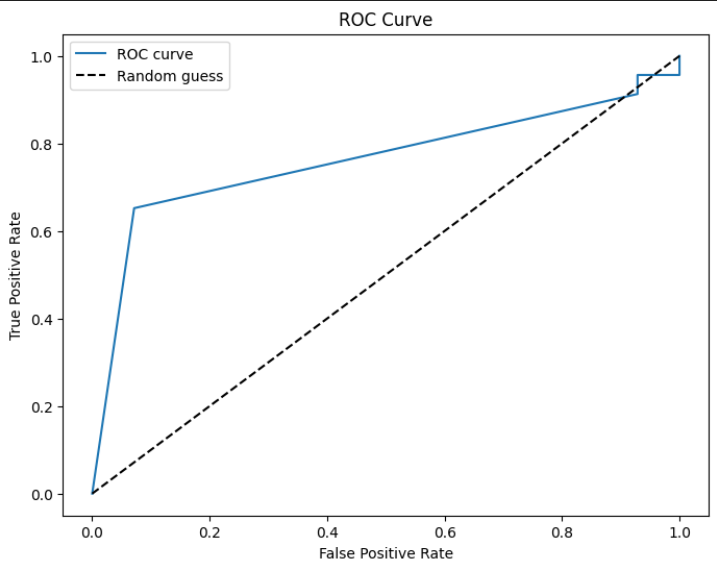 ROC Curve
ROC curve
Random guess
1.0
0.8
0.6
0.4
0.2
0.0
True Positive Rate
0.0 0.2 0.4 0.6 0.8 1.0
False Positive Rate